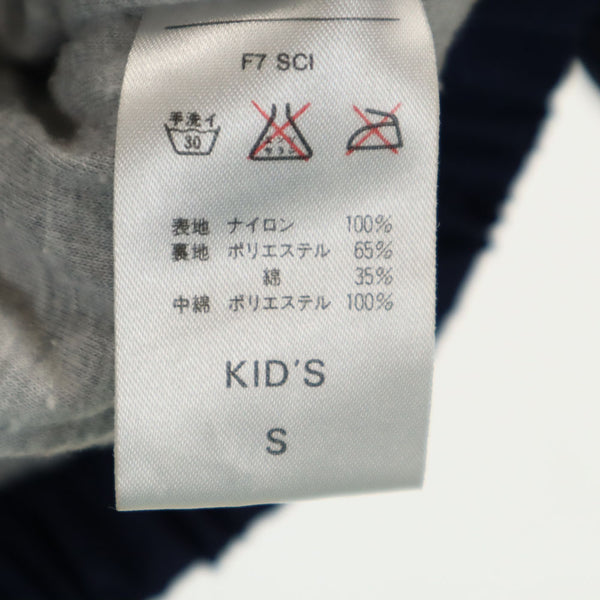 F7 SCI
手洗イ
30
表地 ナイロン 100%
裏地 ポリエステル 65%
綿 35%
中綿 ポリエステル 100%
KID'S
S